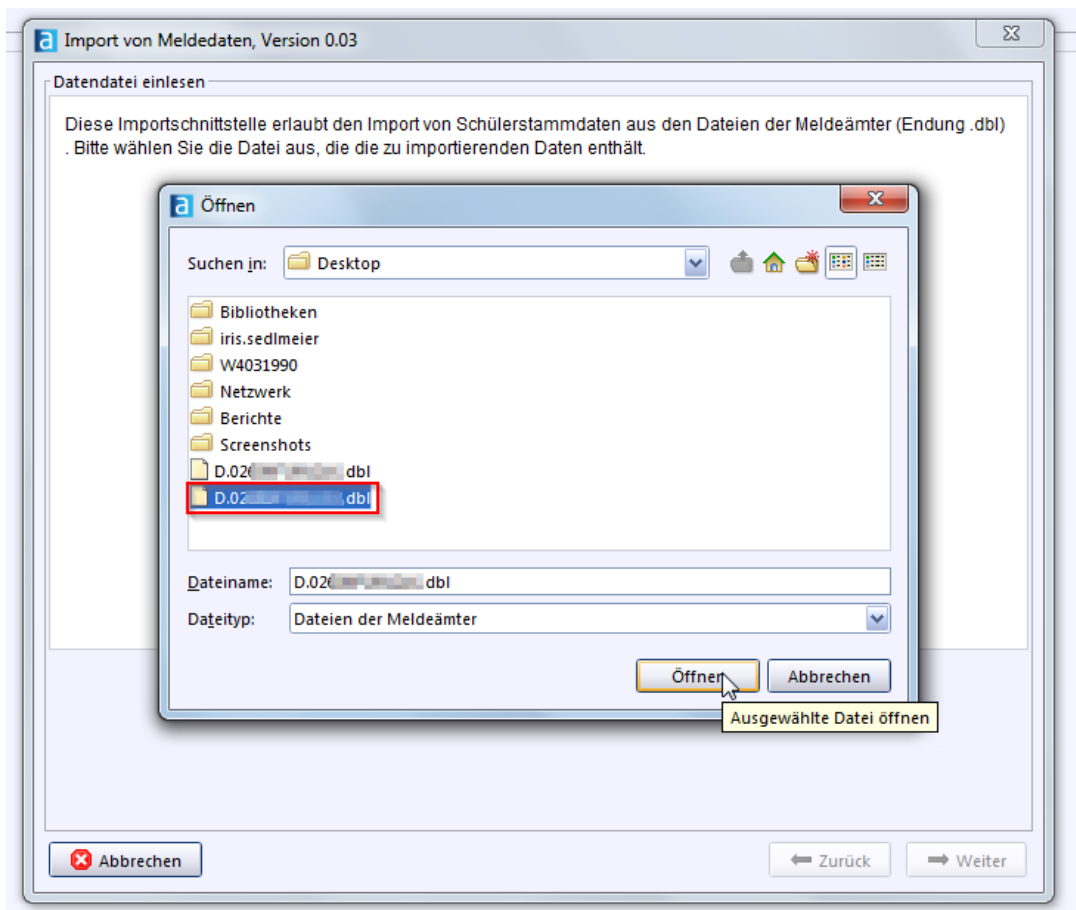 Import von Meldedaten, Version 0.03
Datendatei einlesen
Diese Importschnittstelle erlaubt den Import von Schülerstammdaten aus den Dateien der Meldeämter (Endung .dbl)
. Bitte wählen Sie die Datei aus, die die zu importierenden Daten enthält.
Öffnen
Suchen in: Desktop
Bibliotheken
iris.sedlmeier
W4031990
Netzwerk
Berichte
Screenshots
D.02 dbl
D.02 .dbl
Dateiname: D.02 dbl
Dateityp: Dateien der Meldeämter
Öffnen Abbrechen
Ausgewählte Datei öffnen
Abbrechen Zurück Weiter